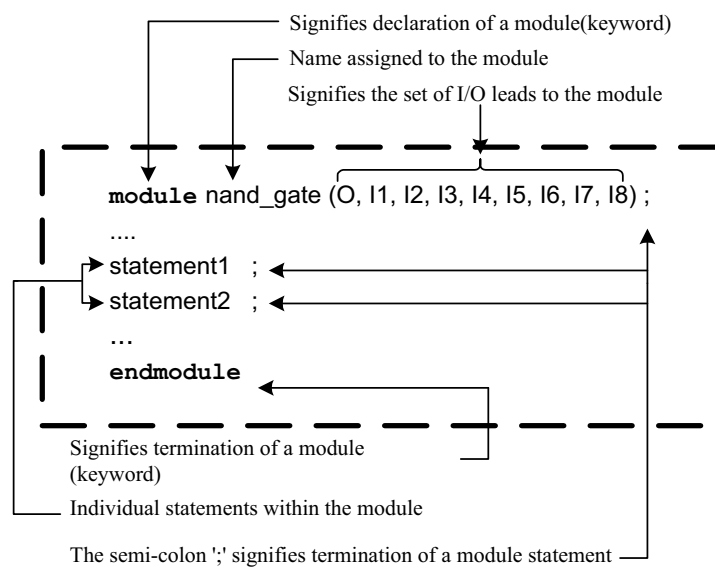 Signifies declaration of a module(keyword)
Name assigned to the module
Signifies the set of I/O leads to the module
module nand_gate (O, I1, I2, I3, I4, I5, I6, I7, I8) ;
....
statement1 ;
statement2 ;
...
endmodule
Signifies termination of a module
(keyword)
Individual statements within the module
The semi-colon ';' signifies termination of a module statement